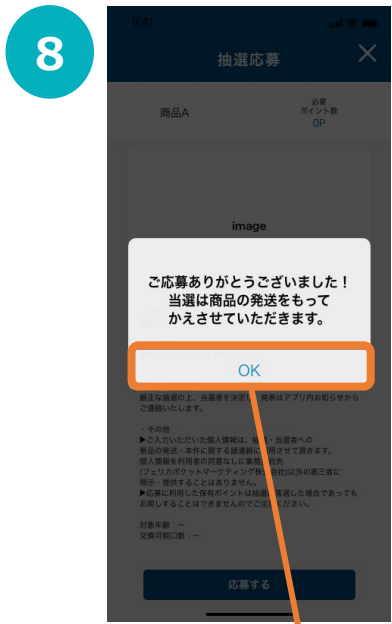 8
9:41
抽選応募
商品A
必要
ポイント数
0P
image
ご応募ありがとうございました！
当選は商品の発送をもって
かえさせていただきます。
OK
厳正な抽選の上、当選者を決定し、発表はアプリ内お知らせから
ご連絡いたします。
・その他
▶ご入力いただいた個人情報は、抽選・当選者への
景品の発送・本件に関する諸連絡に利用させて頂きます。
個人情報を利用者の同意なしに業務委託先
(フェリカポケットマーケティング株式会社)以外の第三者に
開示・提供することはありません。
▶応募に利用した保有ポイントは抽選に落選した場合であっても
お戻しすることはできませんのでご注意ください。
対象年齢：ー
交換可能口数：ー
応募する